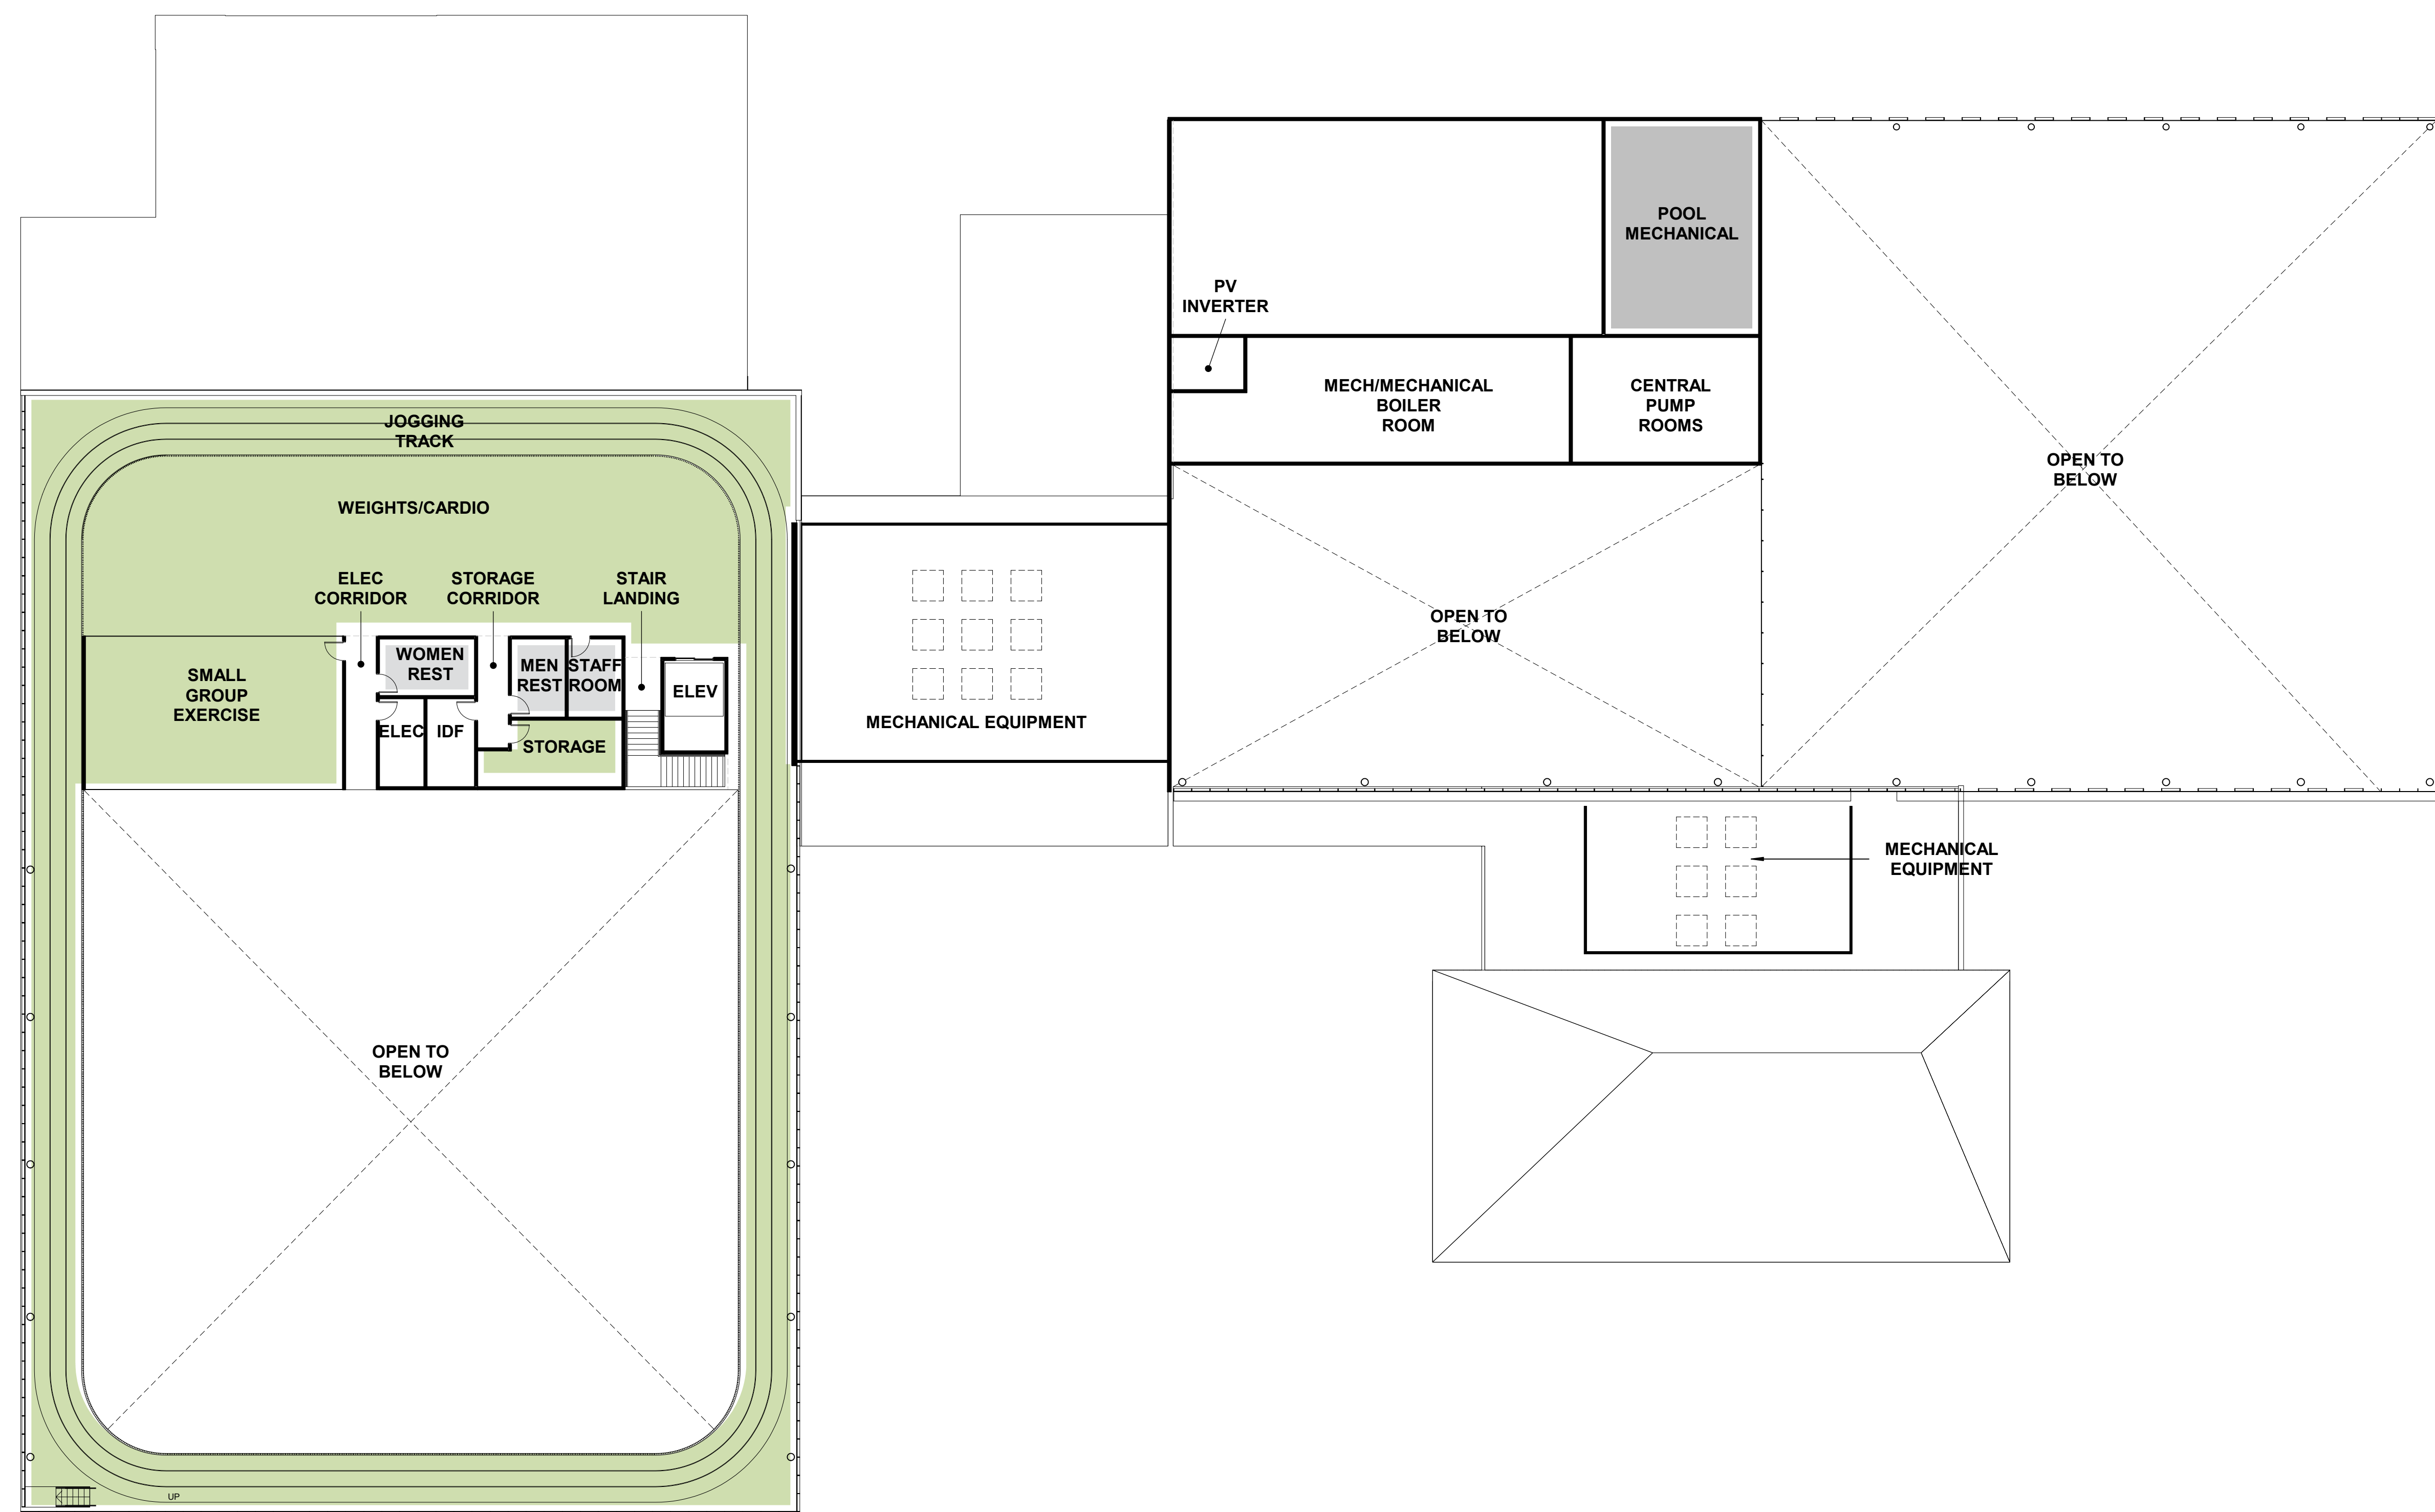 POOL
MECHANICAL
PV
INVERTER
MECH/MECHANICAL
BOILER
ROOM
CENTRAL
PUMP
ROOMS
JOGGING
TRACK
WEIGHTS/CARDIO
OPEN TO
BELOW
ELEC
CORRIDOR
STORAGE
CORRIDOR
STAIR
LANDING
OPEN TO
BELOW
SMALL
GROUP
EXERCISE
WOMEN
REST
MEN
REST
STAFF
ROOM
ELEV
ELEC
IDF
STORAGE
MECHANICAL EQUIPMENT
MECHANICAL
EQUIPMENT
OPEN TO
BELOW
UP